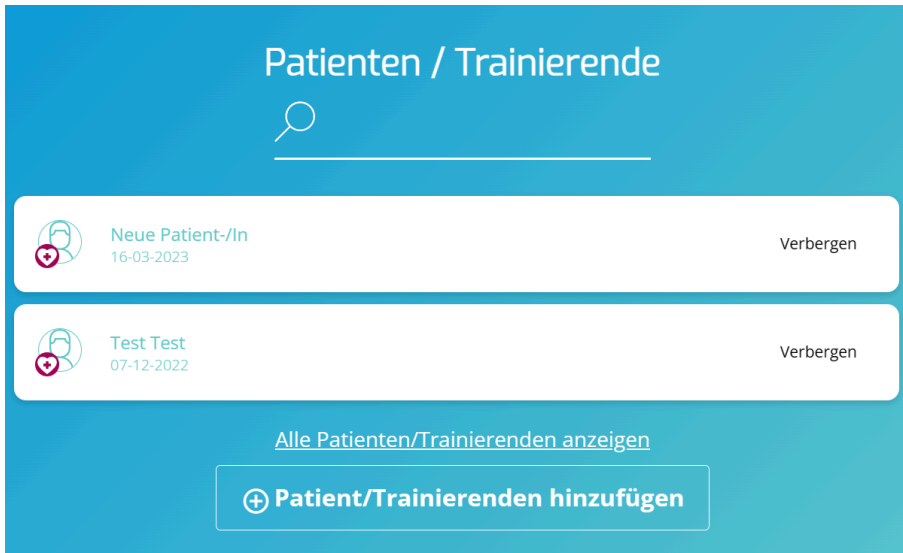 Patienten / Trainierende
Neue Patient-/In
16-03-2023
Verbergen
Test Test
07-12-2022
Verbergen
Alle Patienten/Trainierenden anzeigen
Patient/Trainierenden hinzufügen